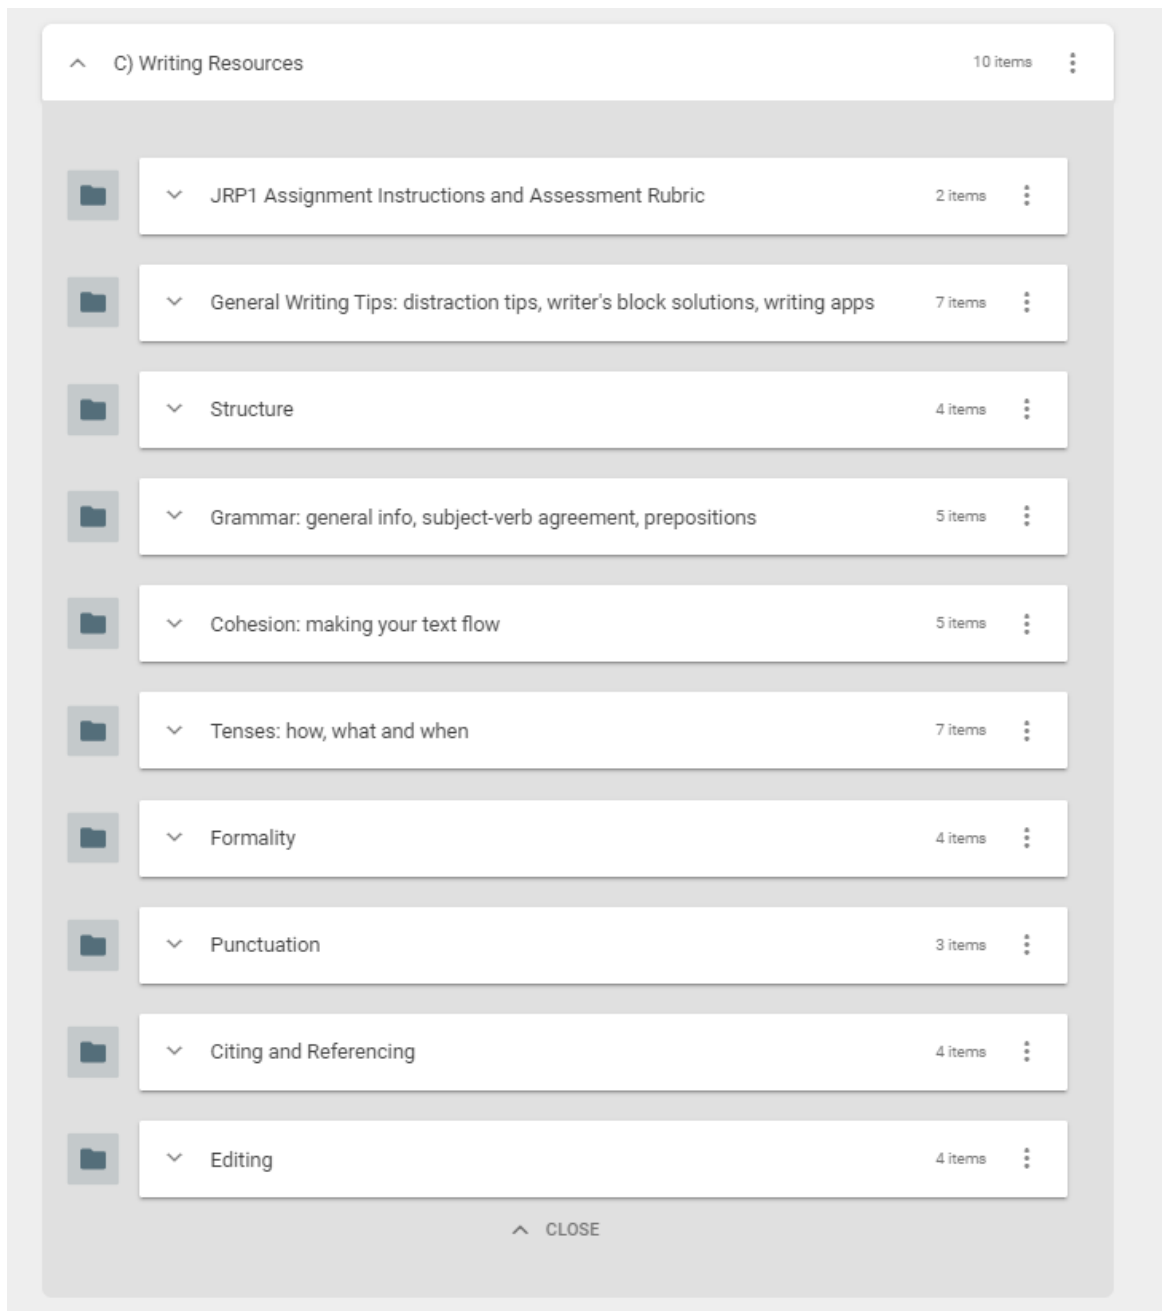 C) Writing Resources 10 items
JRP1 Assignment Instructions and Assessment Rubric 2 items
General Writing Tips: distraction tips, writer's block solutions, writing apps 7 items
Structure 4 items
Grammar: general info, subject-verb agreement, prepositions 5 items
Cohesion: making your text flow 5 items
Tenses: how, what and when 7 items
Formality 4 items
Punctuation 3 items
Citing and Referencing 4 items
Editing 4 items
CLOSE